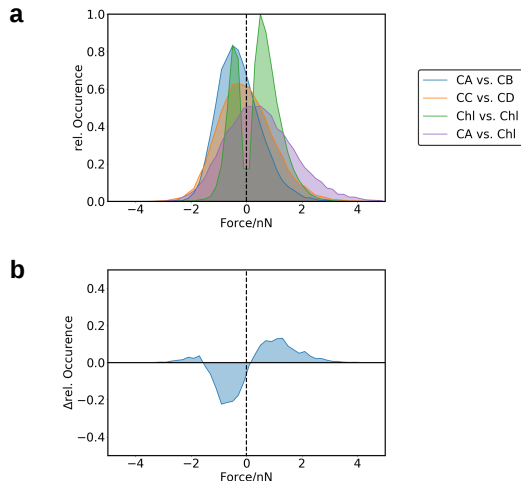 a
1.0
0.8
0.6
0.4
0.2
0.0
rel. Occurence
−4 −2 0 2 4
Force/nN
CA vs. CB
CC vs. CD
Chl vs. Chl
CA vs. Chl
b
0.4
0.2
0.0
−0.2
−0.4
Δrel. Occurence
−4 −2 0 2 4
Force/nN